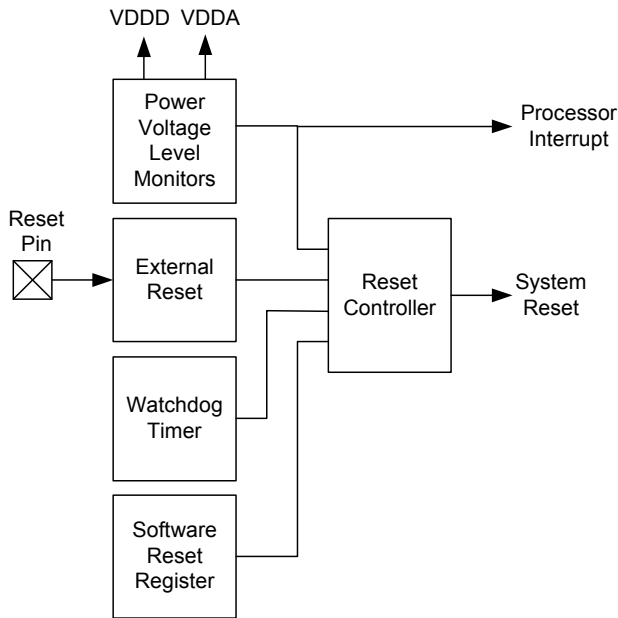 VDDD VDDA
Power
Voltage
Level
Monitors
Processor
Interrupt
Reset
Pin
External
Reset
Reset
Controller
System
Reset
Watchdog
Timer
Software
Reset
Register